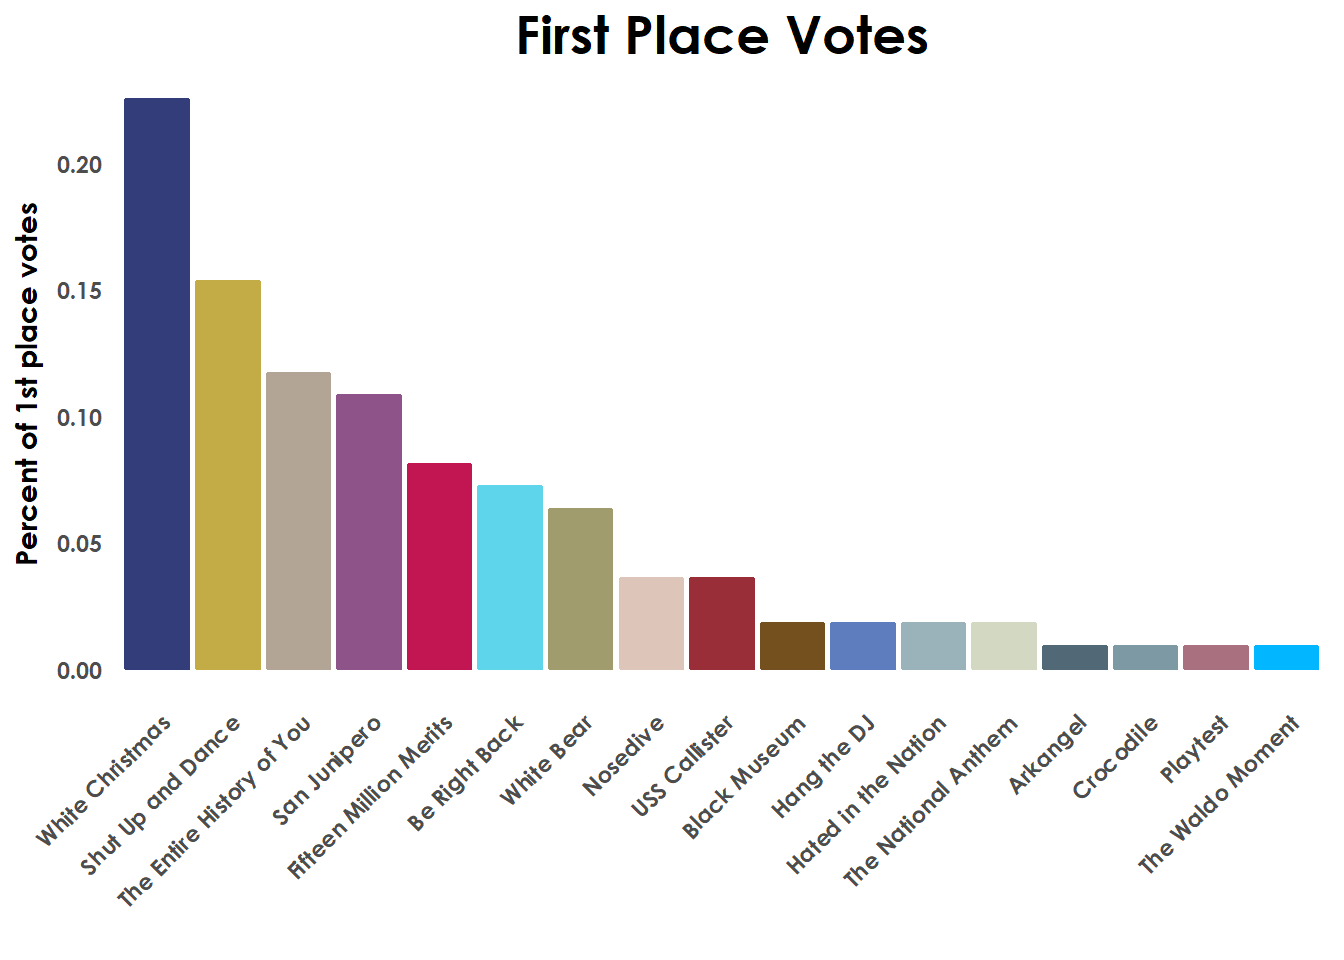 First Place Votes
Percent of 1st place votes
0.20
0.15
0.10
0.05
0.00
White Christmas
Shut Up and Dance
The Entire History of You
San Junipero
Fifteen Million Merits
Be Right Back
White Bear
Nosedive
USS Callister
Black Museum
Hang the DJ
Hated in the Nation
The National Anthem
Arkangel
Crocodile
Playtest
The Waldo Moment